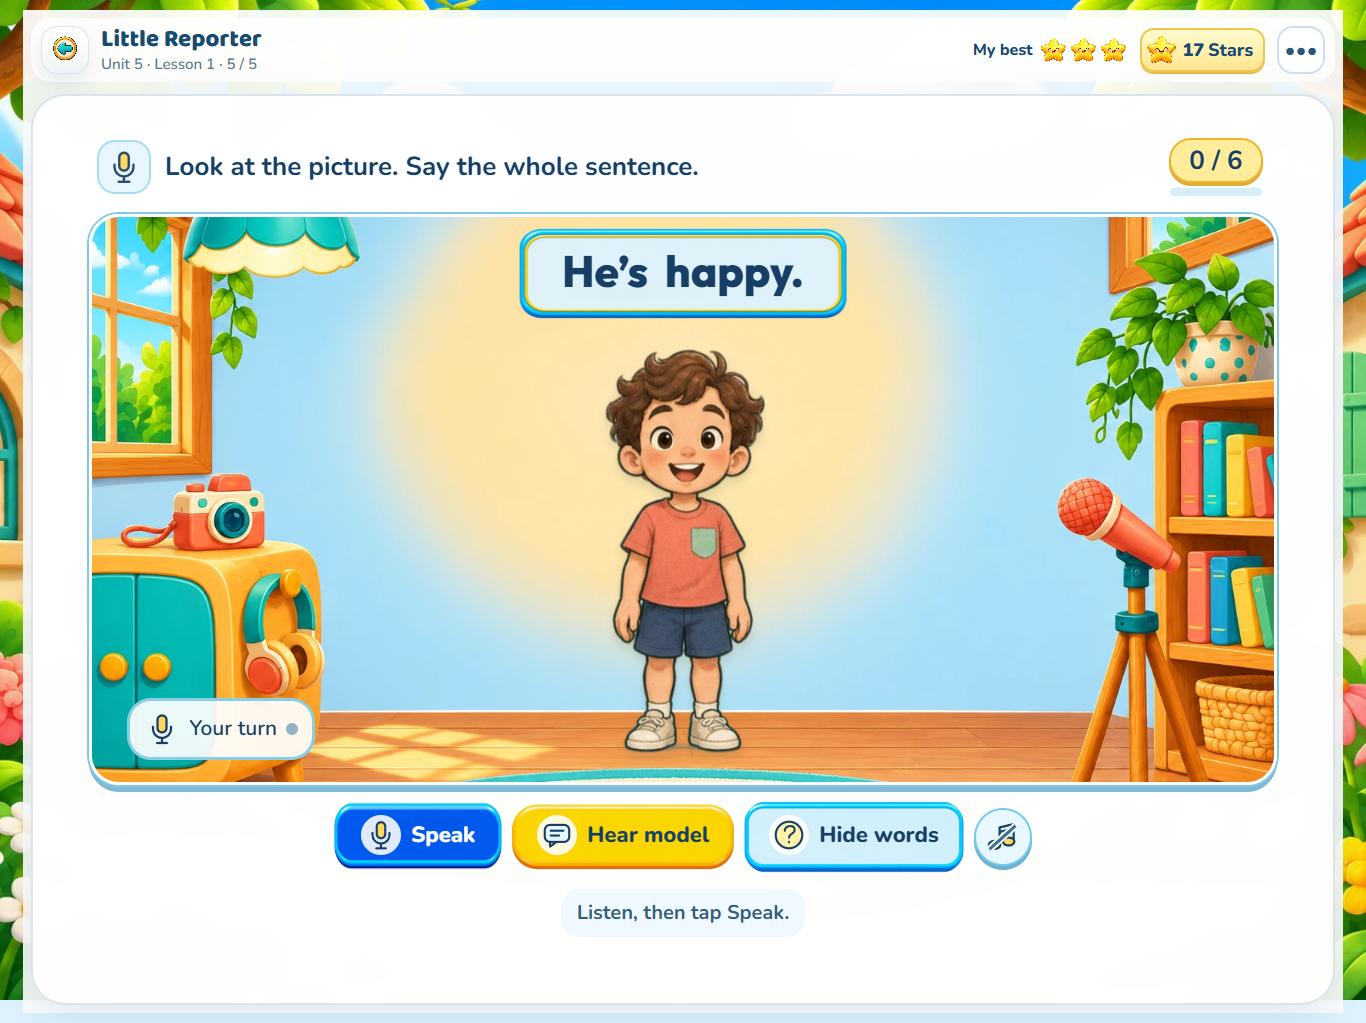 Little Reporter
Unit 5 · Lesson 1 · 5 / 5
My best
17 Stars
Look at the picture. Say the whole sentence.
0 / 6
He’s happy.
Your turn
Speak
Hear model
Hide words
Listen, then tap Speak.